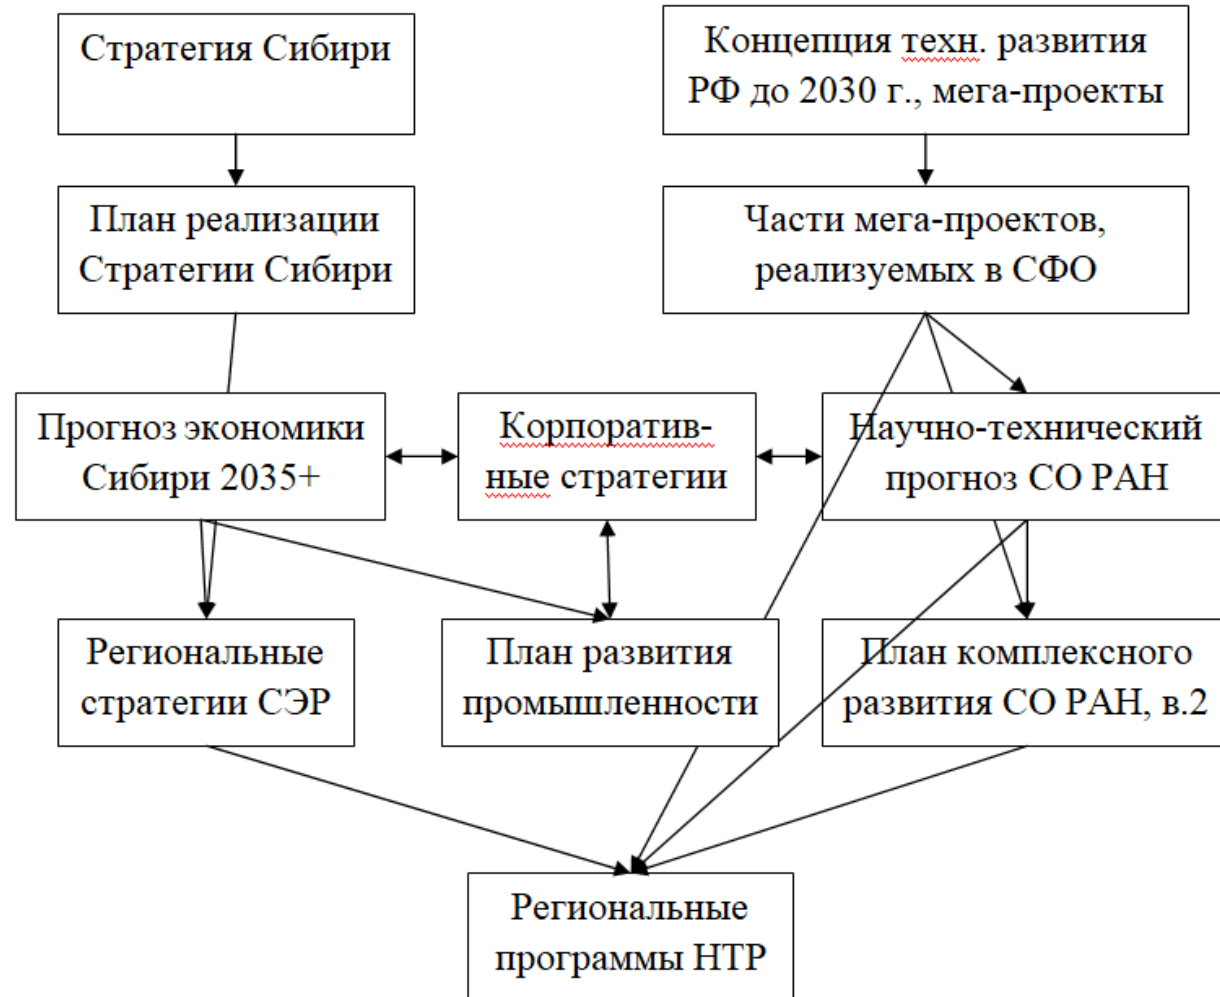 Стратегия Сибири
Концепция техн. развития
РФ до 2030 г., мега-проекты
План реализации
Стратегии Сибири
Части мега-проектов,
реализуемых в СФО
Прогноз экономики
Сибири 2035+
Корпоратив-
ные стратегии
Научно-технический
прогноз СО РАН
Региональные
стратегии СЭР
План развития
промышленности
План комплексного
развития СО РАН, в.2
Региональные
программы НТР